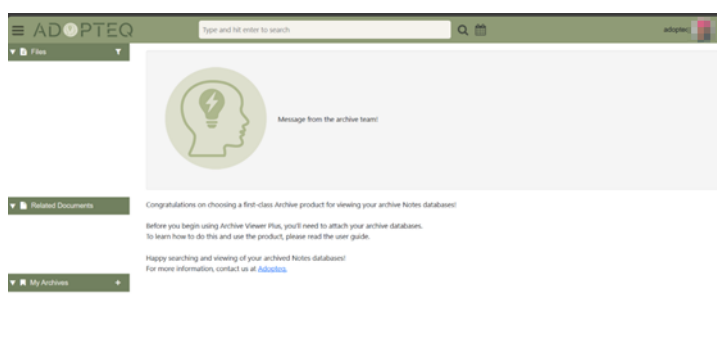 ADOPTEQ
Type and hit enter to search
adopteq
Files
Message from the archive team!
Related Documents
Congratulations on choosing a first-class Archive product for viewing your archive Notes databases!
Before you begin using Archive Viewer Plus, you'll need to attach your archive databases.
To learn how to do this and use the product, please read the user guide.
Happy searching and viewing of your archived Notes databases!
For more information, contact us at Adopteq.
My Archives